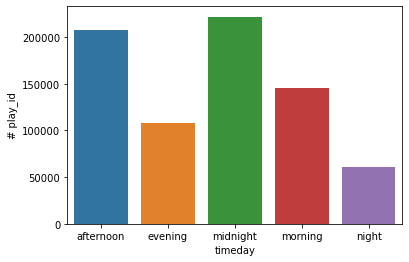 200000
150000
100000
50000
0
# play_id
afternoon evening midnight morning night
timeday